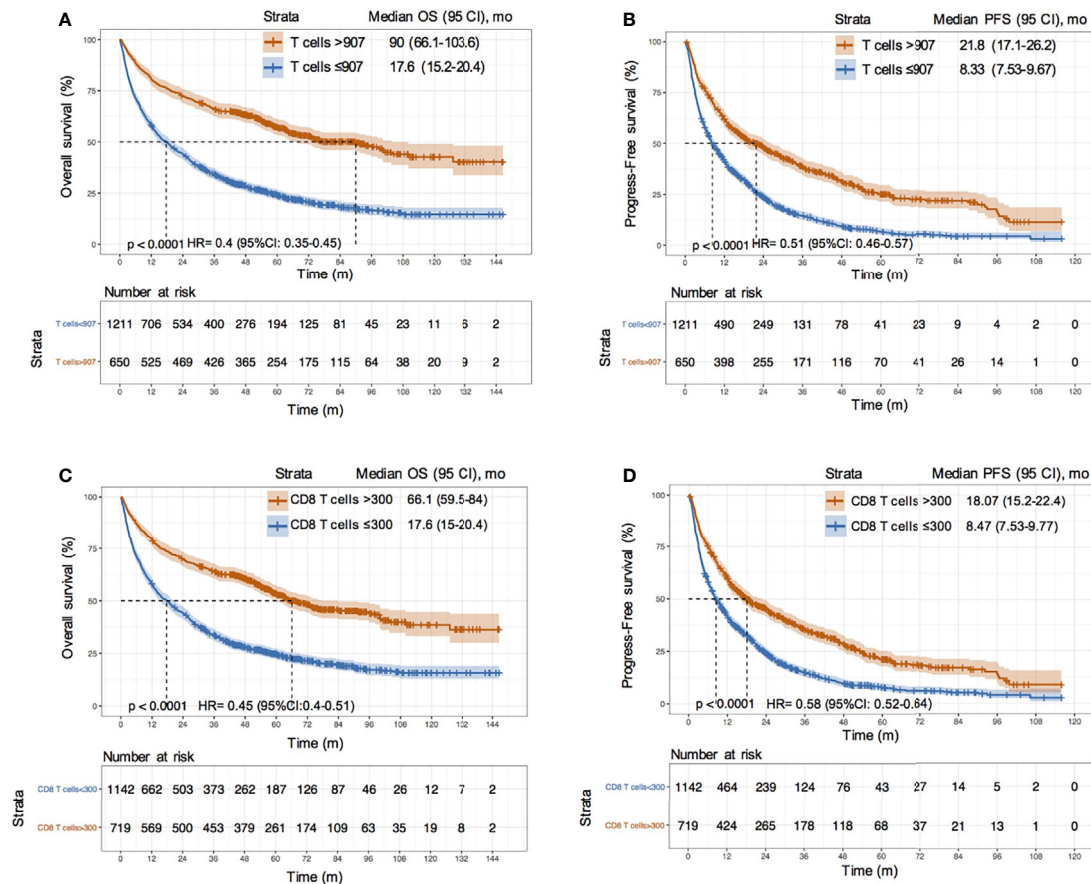 A
Strata Median OS (95 CI), mo
T cells >907 90 (66.1-103.6)
T cells ≤907 17.6 (15.2-20.4)
Overall survival (%)
100
75
50
25
0
p < 0.0001 HR= 0.4 (95%CI: 0.35-0.45)
0 12 24 36 48 60 72 84 96 108 120 132 144
Time (m)
Number at risk
Strata
T cells<907 1211 706 534 400 276 194 125 81 45 23 11 6 2
T cells>907 650 525 469 426 365 254 175 115 64 38 20 9 2
0 12 24 36 48 60 72 84 96 108 120 132 144
Time (m)
B
Strata Median PFS (95 CI), mo
T cells >907 21.8 (17.1-26.2)
T cells ≤907 8.33 (7.53-9.67)
Progress-Free survival (%)
100
75
50
25
0
p < 0.0001 HR= 0.51 (95%CI: 0.46-0.57)
0 12 24 36 48 60 72 84 96 108 120
Time (m)
Number at risk
Strata
T cells<907 1211 490 249 131 78 41 23 9 4 2 0
T cells>907 650 398 255 171 116 70 41 26 14 1 0
0 12 24 36 48 60 72 84 96 108 120
Time (m)
C
Strata Median OS (95 CI), mo
CD8 T cells >300 66.1 (59.5-84)
CD8 T cells ≤300 17.6 (15-20.4)
Overall survival (%)
100
75
50
25
0
p < 0.0001 HR= 0.45 (95%CI:0.4-0.51)
0 12 24 36 48 60 72 84 96 108 120 132 144
Time (m)
Number at risk
Strata
CD8 T cells<300 1142 662 503 373 262 187 126 87 46 26 12 7 2
CD8 T cells>300 719 569 500 453 379 261 174 109 63 35 19 8 2
0 12 24 36 48 60 72 84 96 108 120 132 144
Time (m)
D
Strata Median PFS (95 CI), mo
CD8 T cells >300 18.07 (15.2-22.4)
CD8 T cells ≤300 8.47 (7.53-9.77)
Progress-Free survival (%)
100
75
50
25
0
p < 0.0001 HR= 0.58 (95%CI: 0.52-0.64)
0 12 24 36 48 60 72 84 96 108 120
Time (m)
Number at risk
Strata
CD8 T cells<300 1142 464 239 124 76 43 27 14 5 2 0
CD8 T cells>300 719 424 265 178 118 68 37 21 13 1 0
0 12 24 36 48 60 72 84 96 108 120
Time (m)